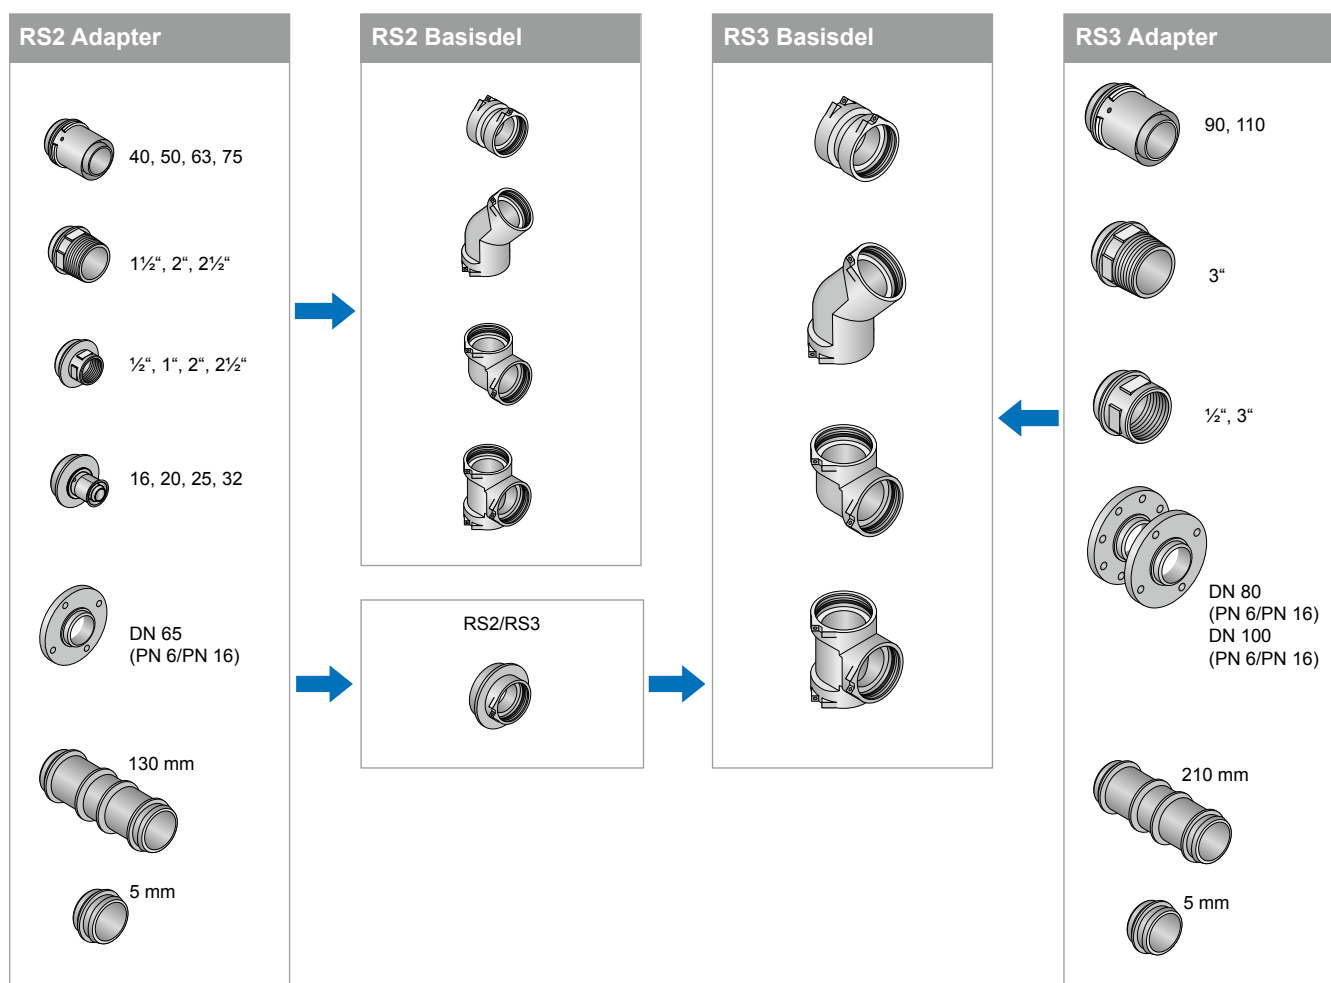 RS2 Adapter
40, 50, 63, 75
1½“, 2“, 2½“
½“, 1“, 2“, 2½“
16, 20, 25, 32
DN 65
(PN 6/PN 16)
130 mm
5 mm
RS2 Basisdel
RS2/RS3
RS3 Basisdel
RS3 Adapter
90, 110
3“
½“, 3“
DN 80
(PN 6/PN 16)
DN 100
(PN 6/PN 16)
210 mm
5 mm